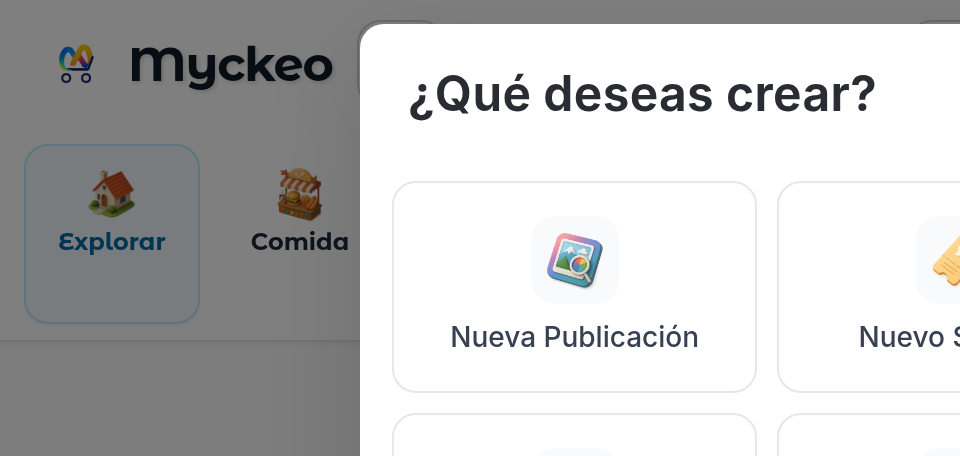 Myckeo
¿Qué deseas crear?
Explorar
Comida
Nueva Publicación
Nuevo